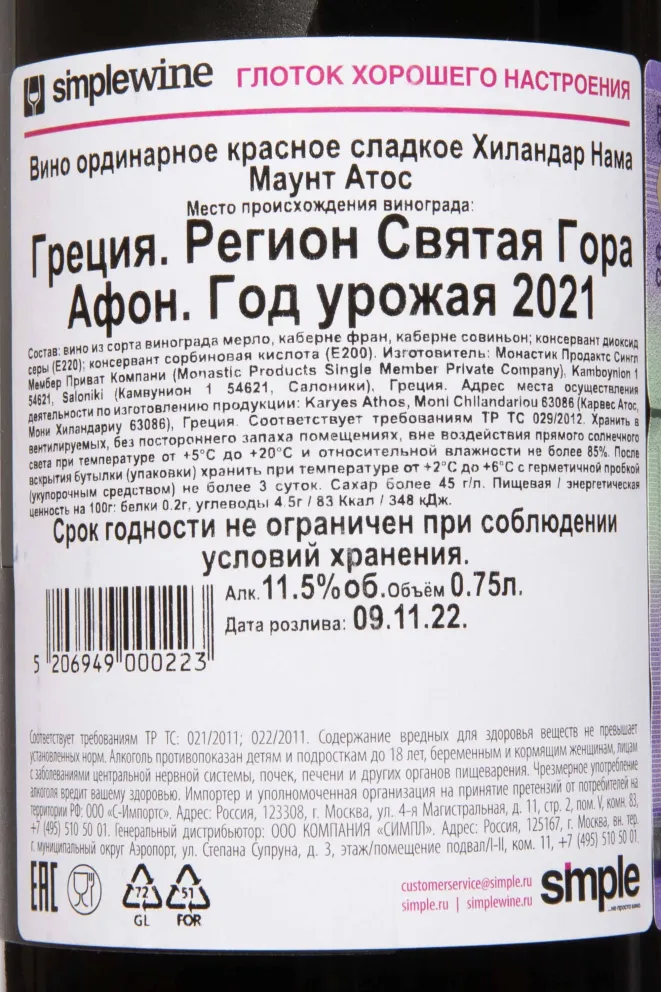 simplewine ГЛОТОК ХОРОШЕГО НАСТРОЕНИЯ
Вино ординарное красное сладкое Хиландар Нама
Маунт Атос
Место происхождения винограда:
Греция. Регион Святая Гора
Афон. Год урожая 2021
Состав: вино из сорта винограда мерло, каберне фран, каберне совиньон; консервант диоксид
серы (Е220); консервант сорбиновая кислота (Е200). Изготовитель: Монастик Продактс Сингл
Мембер Приват Компани (Monastic Products Single Member Private Company), Kamboynion 1
54621, Saloniki (Камвунион 1 54621, Салоники), Греция. Адрес места осуществления
деятельности по изготовлению продукции: Karyes Athos, Moni Chilandariou 63086 (Карвес Атос,
Мони Хиландариу 63086), Греция. Соответствует требованиям ТР ТС 029/2012. Хранить в
вентилируемых, без постороннего запаха помещениях, вне воздействия прямого солнечного
света при температуре от +5°С до +20°С и относительной влажности не более 85%. После
вскрытия бутылки (упаковки) хранить при температуре от +2°С до +6°С с герметичной пробкой
(укупорочным средством) не более 3 суток. Сахар более 45 г/л. Пищевая / энергетическая
ценность на 100г: белки 0.2г, углеводы 4.5г / 83 Ккал / 348 кДж.
Срок годности не ограничен при соблюдении
условий хранения.
Алк. 11.5% об. Объём 0.75л.
Дата розлива: 09.11.22.
5 206949 000223
Соответствует требованиям ТР ТС: 021/2011; 022/2011. Содержание вредных для здоровья веществ не превышает
установленных норм. Алкоголь противопоказан детям и подросткам до 18 лет, беременным и кормящим женщинам, лицам
с заболеваниями центральной нервной системы, почек, печени и других органов пищеварения. Чрезмерное употребление
алкоголя вредит вашему здоровью. Импортер и уполномоченная организация на принятие претензий от потребителей на
территории РФ: ООО «С-Импортс». Адрес: Россия, 123308, г. Москва, ул. 4-я Магистральная, д. 11, стр. 2, пом. V, комн. 83,
+7 (495) 510 50 01. Генеральный дистрибьютор: ООО КОМПАНИЯ «СИМПЛ». Адрес: Россия, 125167, г. Москва, вн. тер.
г. муниципальный округ Аэропорт, ул. Степана Супруна, д. 3, этаж/помещение подвал/I-II, ком. 11, +7 (495) 510 50 01.
EAC 72 GL 51 FOR
customerservice@simple.ru
simple.ru | simplewine.ru
simple
...не просто вино